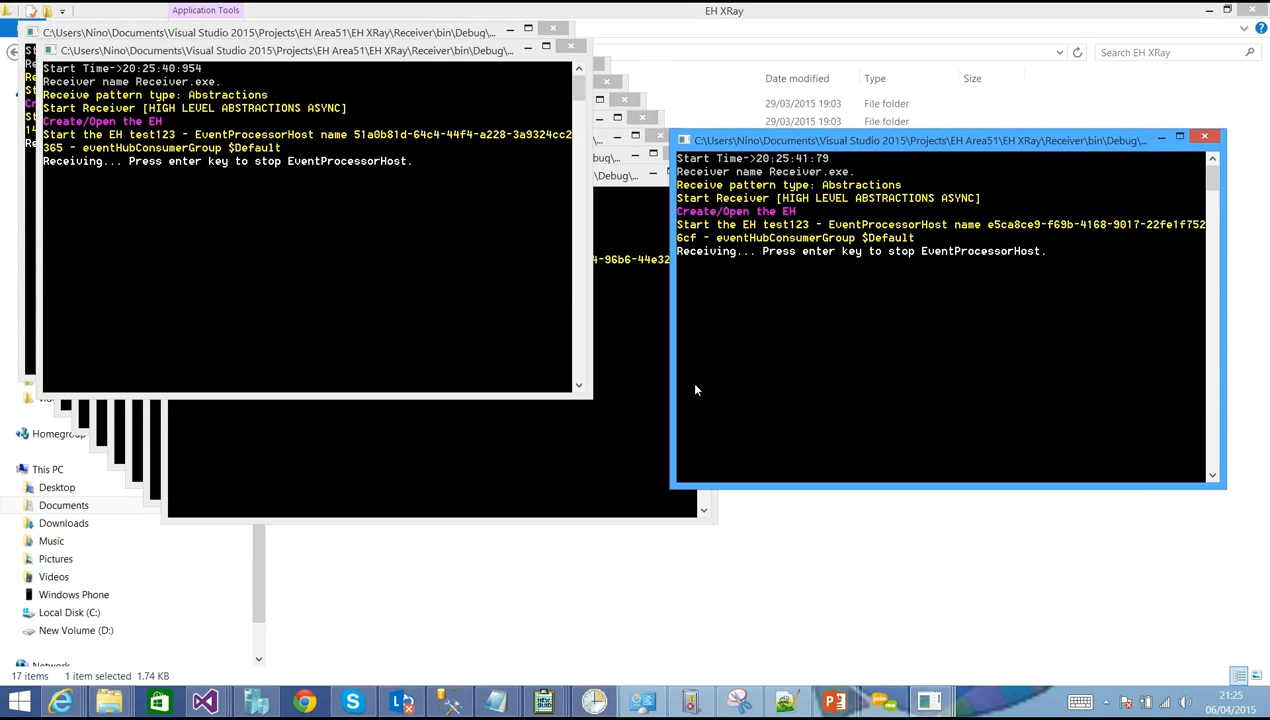 Application Tools
EH XRay
C:\Users\Nino\Documents\Visual Studio 2015\Projects\EH Area51\EH XRay\Receiver\bin\Debug\...
C:\Users\Nino\Documents\Visual Studio 2015\Projects\EH Area51\EH XRay\Receiver\bin\Debug\...
Start Time->20:25:40:954
Receiver name Receiver.exe.
Receive pattern type: Abstractions
Start Receiver [HIGH LEVEL ABSTRACTIONS ASYNC]
Create/Open the EH
Start the EH test123 - EventProcessorHost name 51a0b81d-64c4-44f4-a228-3a9324cc2
365 - eventHubConsumerGroup $Default
Receiving... Press enter key to stop EventProcessorHost.
Search EH XRay
Date modified Type Size
29/03/2015 19:03 File folder
29/03/2015 19:03 File folder
C:\Users\Nino\Documents\Visual Studio 2015\Projects\EH Area51\EH XRay\Receiver\bin\Debug\...
Start Time->20:25:41:79
Receiver name Receiver.exe.
Receive pattern type: Abstractions
Start Receiver [HIGH LEVEL ABSTRACTIONS ASYNC]
Create/Open the EH
Start the EH test123 - EventProcessorHost name e5ca8ce9-f69b-4168-9017-22fe1f752
6cf - eventHubConsumerGroup $Default
Receiving... Press enter key to stop EventProcessorHost.
Debug\...
ug\...
4-96b6-44e32
Homegroup
This PC
Desktop
Documents
Downloads
Music
Pictures
Videos
Windows Phone
Local Disk (C:)
New Volume (D:)
Network
17 items 1 item selected 1.74 KB
21:25
06/04/2015